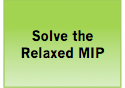 Solve the
Relaxed MIP